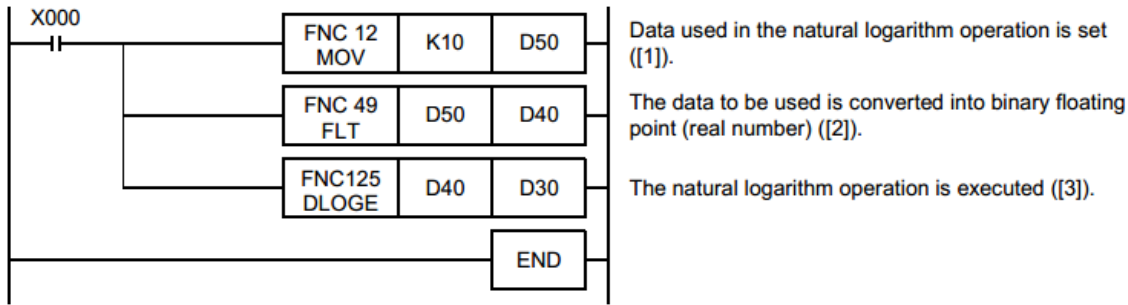 X000
FNC 12 K10 D50
MOV
Data used in the natural logarithm operation is set
([1]).
FNC 49 D50 D40
FLT
The data to be used is converted into binary floating
point (real number) ([2]).
FNC125 D40 D30
DLOGE
The natural logarithm operation is executed ([3]).
END